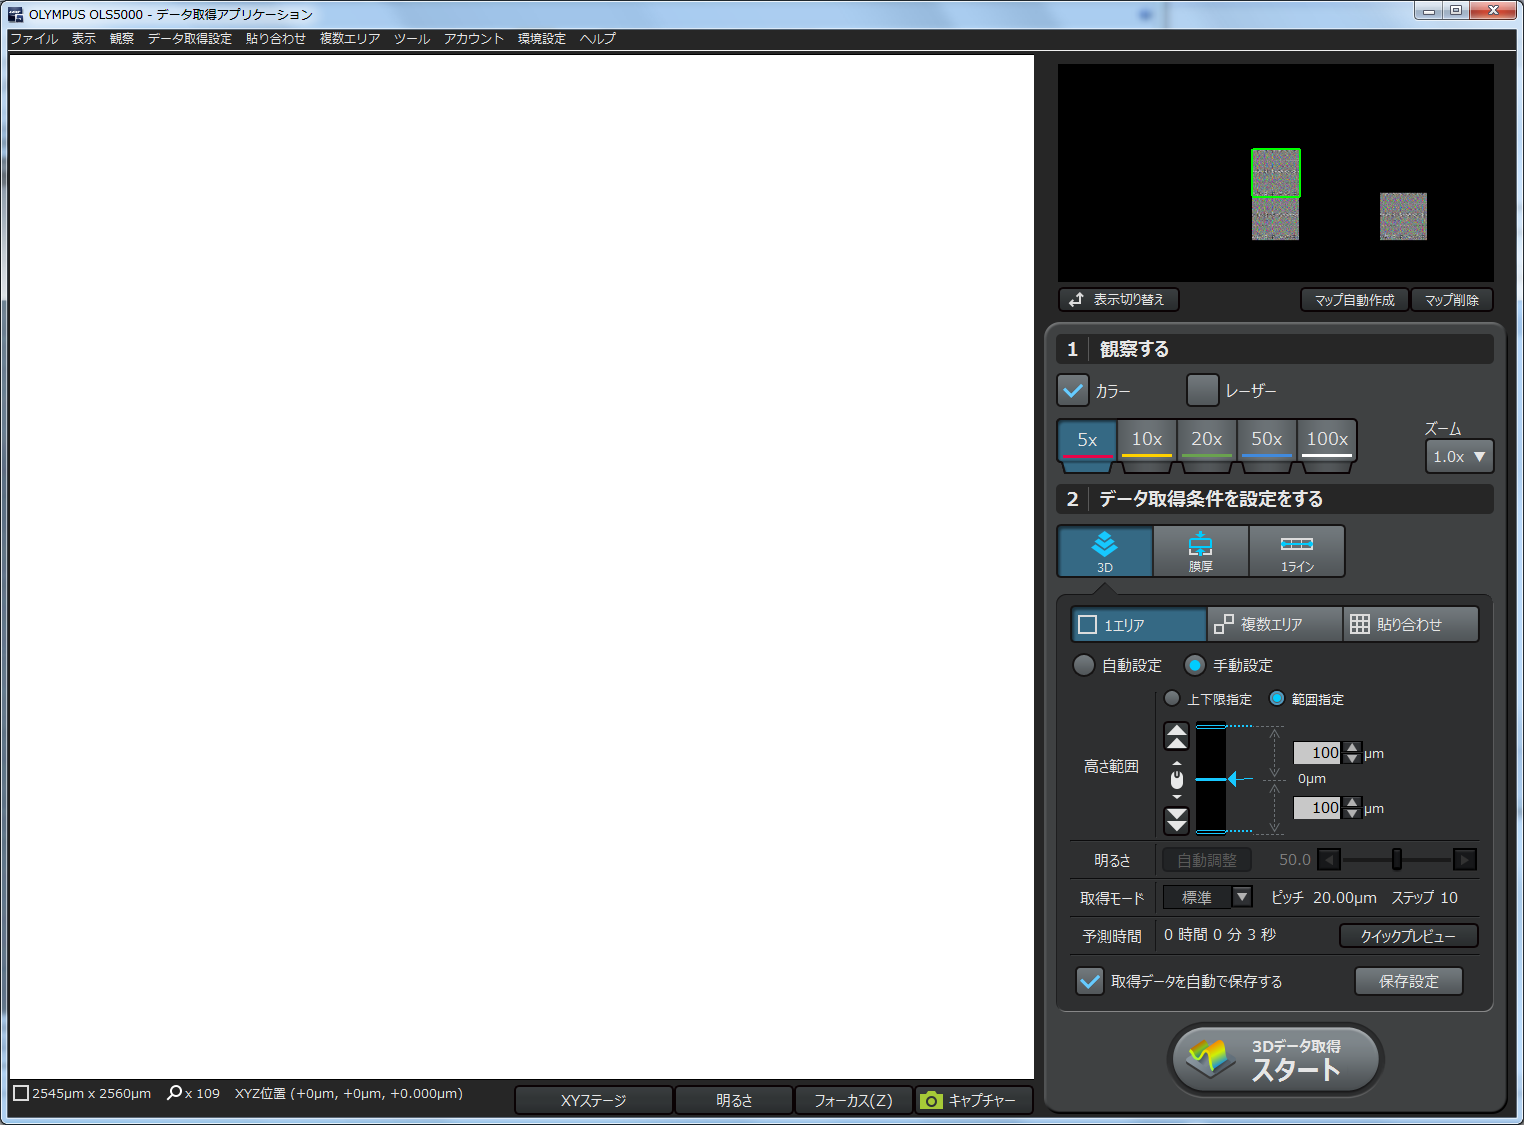 OLYMPUS OLS5000 - データ取得アプリケーション
ファイル 表示 観察 データ取得設定 貼り合わせ 複数エリア ツール アカウント 環境設定 ヘルプ
表示切り替え マップ自動作成 マップ削除
1 観察する
カラー レーザー
ズーム
5x 10x 20x 50x 100x 1.0x
2 データ取得条件を設定をする
3D 膜厚 1ライン
1エリア 複数エリア 貼り合わせ
自動設定 手動設定
上下限指定 範囲指定
100 µm
高さ範囲
0µm
100 µm
明るさ 自動調整 50.0
取得モード 標準 ピッチ 20.00µm ステップ 10
予測時間 0 時間 0 分 3 秒 クイックプレビュー
取得データを自動で保存する 保存設定
3Dデータ取得
スタート
2545µm x 2560µm x 109 XYZ位置 (+0µm, +0µm, +0.000µm)
XYステージ 明るさ フォーカス(Z) キャプチャー